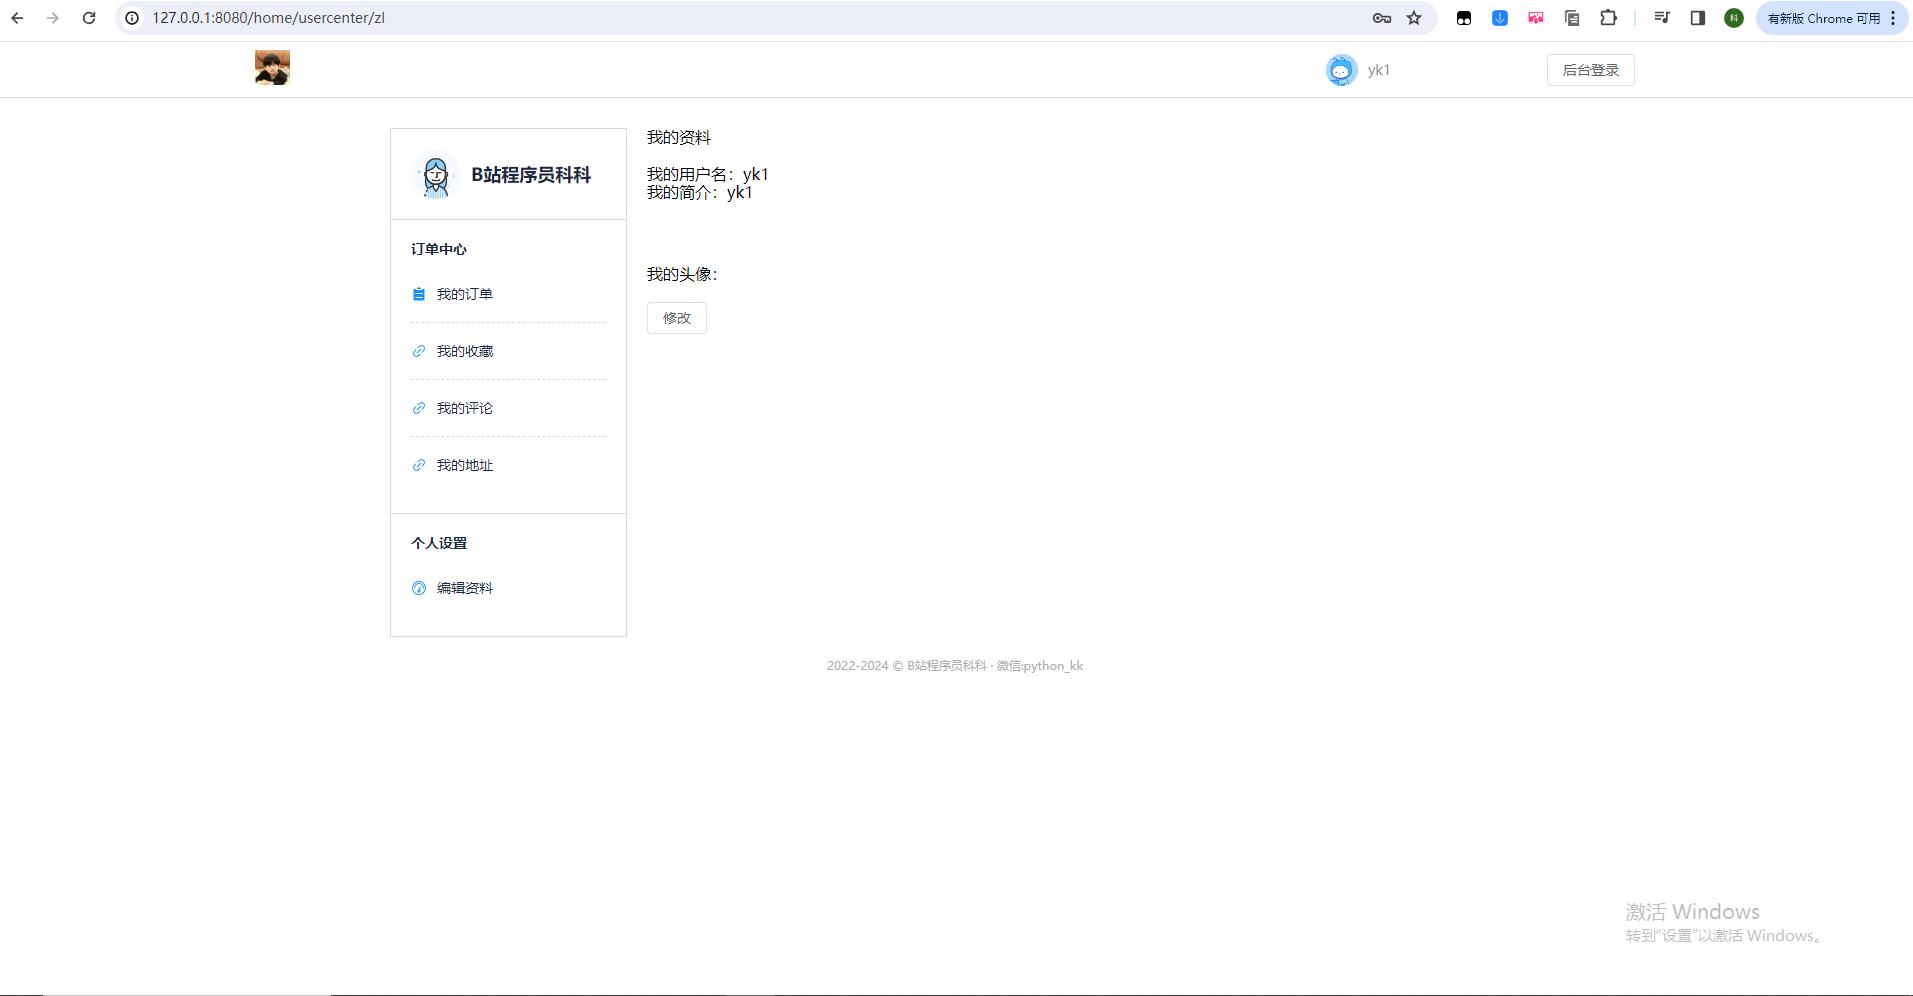 127.0.0.1:8080/home/usercenter/zl
科
有新版 Chrome 可用
yk1
后台登录
B站程序员科科
订单中心
我的订单
我的收藏
我的评论
我的地址
个人设置
编辑资料
我的资料
我的用户名：yk1
我的简介：yk1
我的头像：
修改
2022-2024 © B站程序员科科 · 微信:python_kk
激活 Windows
转到“设置”以激活 Windows。